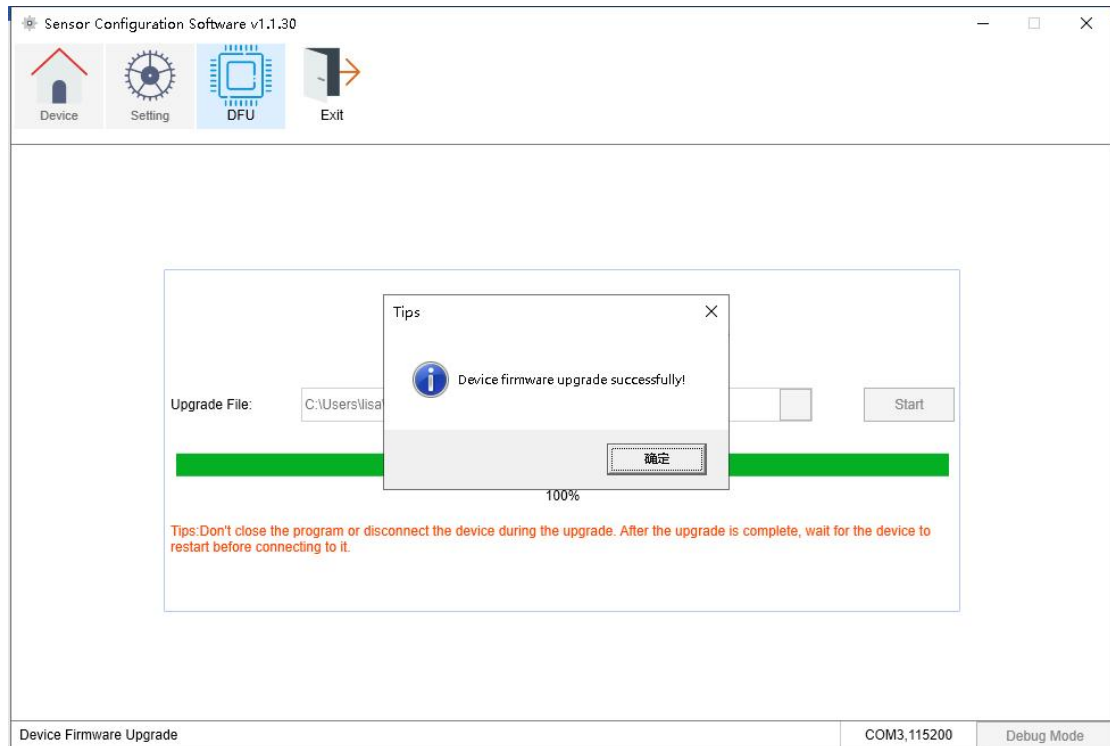 Sensor Configuration Software v1.1.30
Device
Setting
DFU
Exit
Tips
Device firmware upgrade successfully!
Upgrade File:
C:\Users\lisa\
Start
确定
100%
Tips:Don't close the program or disconnect the device during the upgrade. After the upgrade is complete, wait for the device to
restart before connecting to it.
Device Firmware Upgrade
COM3,115200
Debug Mode